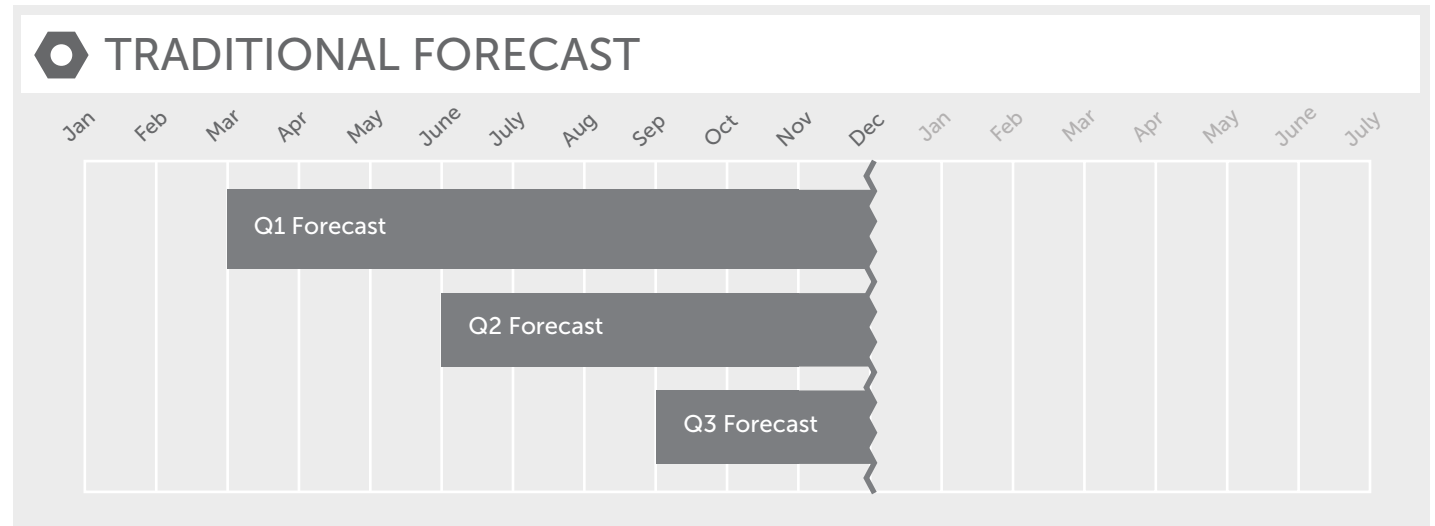 TRADITIONAL FORECAST
Jan Feb Mar Apr May June July Aug Sep Oct Nov Dec Jan Feb Mar Apr May June July
Q1 Forecast
Q2 Forecast
Q3 Forecast